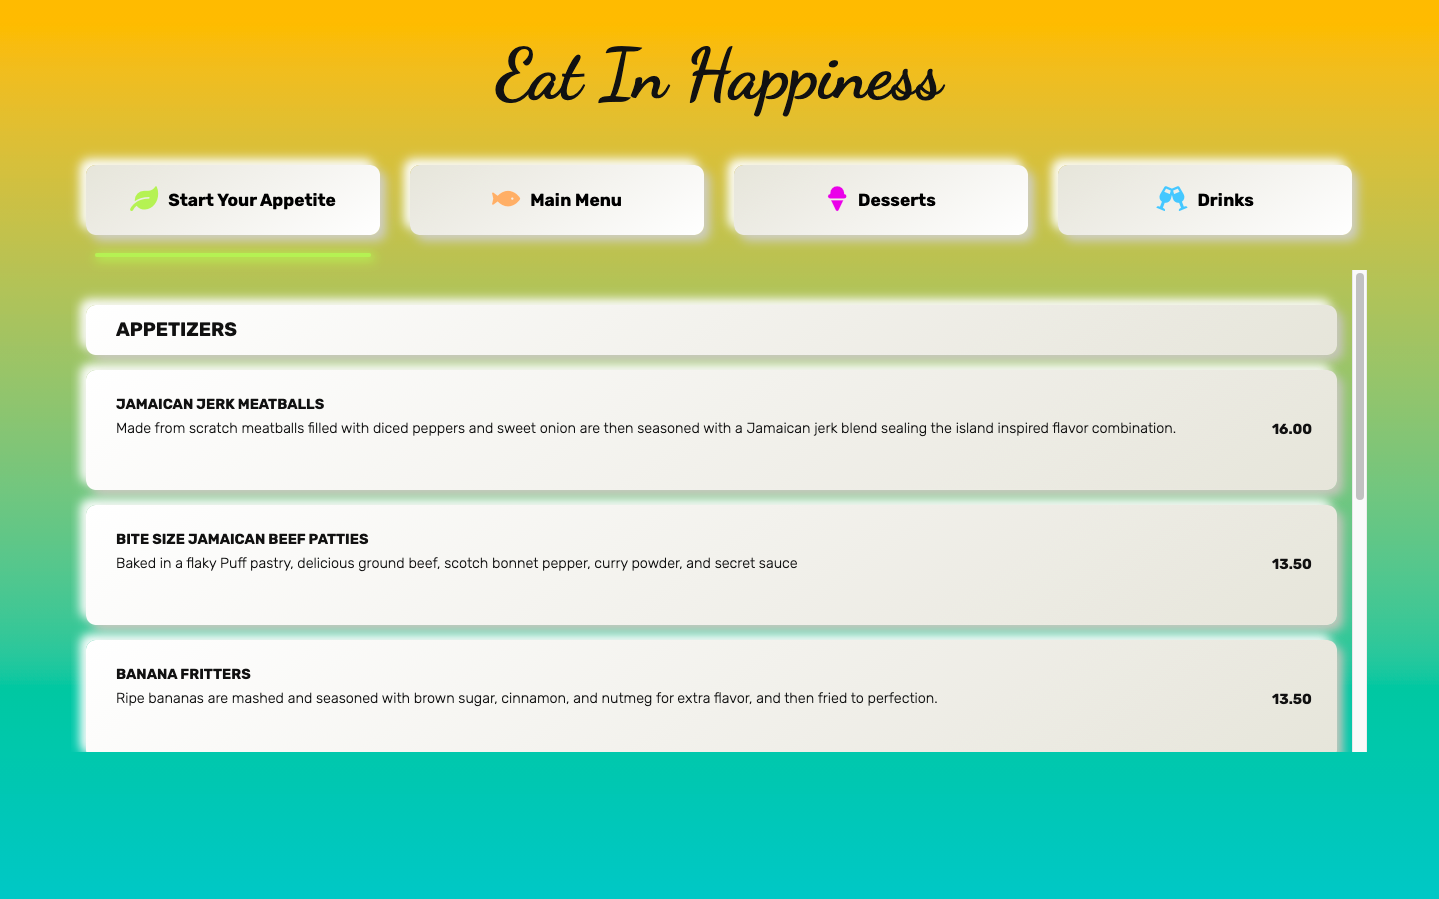 Eat In Happiness
Start Your Appetite
Main Menu
Desserts
Drinks
APPETIZERS
JAMAICAN JERK MEATBALLS
Made from scratch meatballs filled with diced peppers and sweet onion are then seasoned with a Jamaican jerk blend sealing the island inspired flavor combination.
16.00
BITE SIZE JAMAICAN BEEF PATTIES
Baked in a flaky Puff pastry, delicious ground beef, scotch bonnet pepper, curry powder, and secret sauce
13.50
BANANA FRITTERS
Ripe bananas are mashed and seasoned with brown sugar, cinnamon, and nutmeg for extra flavor, and then fried to perfection.
13.50